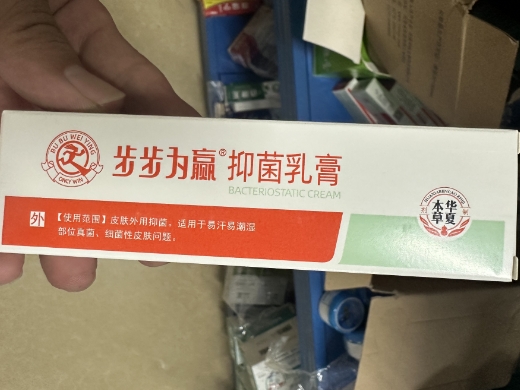 BU BU WEI YING
ONLY WIN
步步为赢®抑菌乳膏
BACTERIOSTATIC CREAM
外
【使用范围】皮肤外用抑菌。适用于易汗易潮湿
部位真菌、细菌性皮肤问题。
本草
华夏